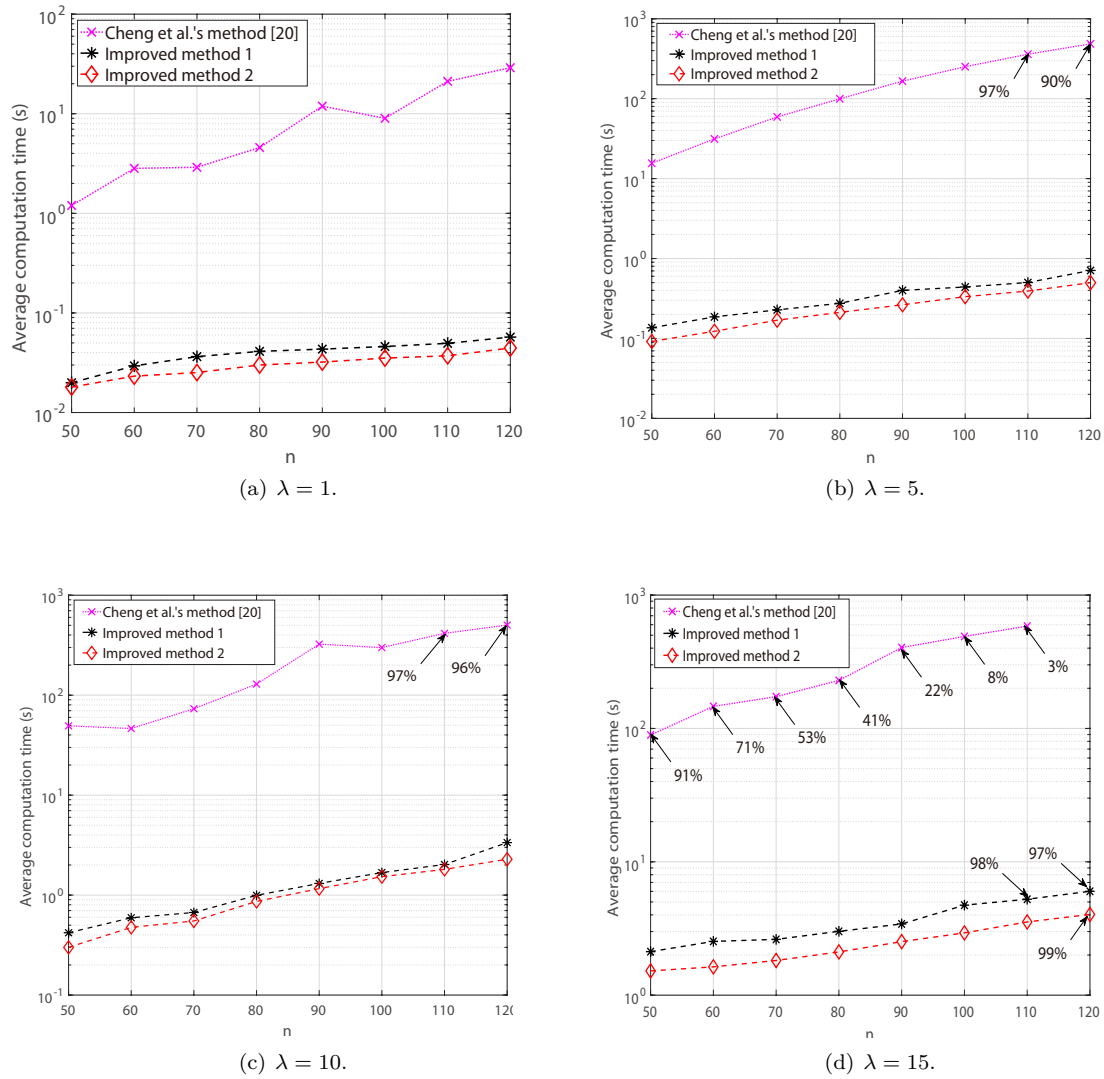 10^2
10^1
10^0
10^-1
10^-2
Average computation time (s)
Cheng et al.'s method [20]
Improved method 1
Improved method 2
50 60 70 80 90 100 110 120
n
(a) λ = 1.
10^3
10^2
10^1
10^0
10^-1
10^-2
Average computation time (s)
Cheng et al.'s method [20]
Improved method 1
Improved method 2
97%
90%
50 60 70 80 90 100 110 120
n
(b) λ = 5.
10^3
10^2
10^1
10^0
10^-1
Average computation time (s)
Cheng et al.'s method [20]
Improved method 1
Improved method 2
97%
96%
50 60 70 80 90 100 110 120
n
(c) λ = 10.
10^3
10^2
10^1
10^0
Average computation time (s)
Cheng et al.'s method [20]
Improved method 1
Improved method 2
91%
71%
53%
41%
22%
8%
3%
98%
97%
99%
50 60 70 80 90 100 110 120
n
(d) λ = 15.